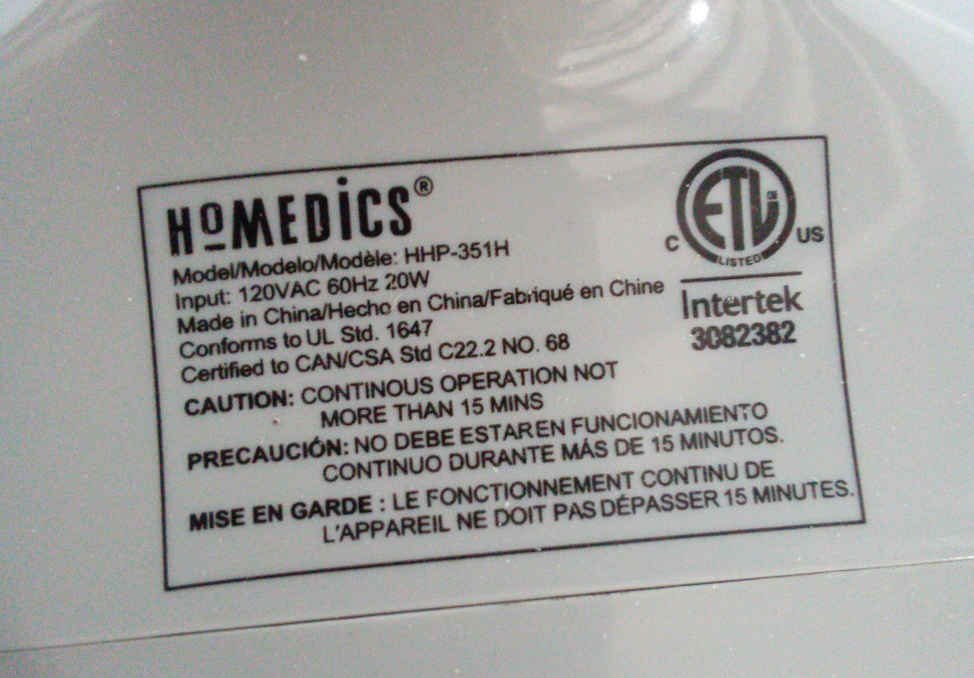 HoMEDiCS®
Model/Modelo/Modèle: HHP-351H
Input: 120VAC 60Hz 20W
Made in China/Hecho en China/Fabriqué en Chine
Conforms to UL Std. 1647
Certified to CAN/CSA Std C22.2 NO. 68
CAUTION: CONTINOUS OPERATION NOT
MORE THAN 15 MINS
PRECAUCIÓN: NO DEBE ESTAR EN FUNCIONAMIENTO
CONTINUO DURANTE MÁS DE 15 MINUTOS.
MISE EN GARDE : LE FONCTIONNEMENT CONTINU DE
L'APPAREIL NE DOIT PAS DÉPASSER 15 MINUTES.
ETL
C US
LISTED
Intertek
3082382